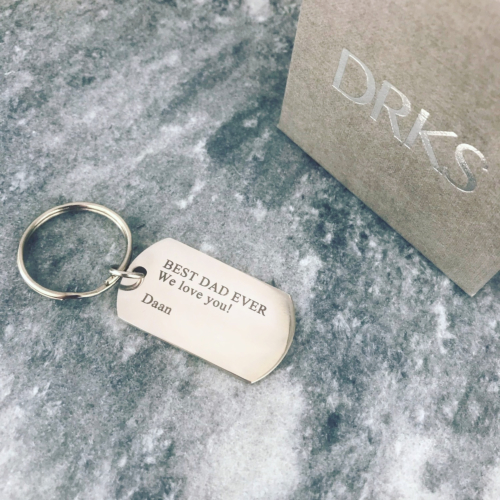 DRKS
BEST DAD EVER
We love you!
Daan